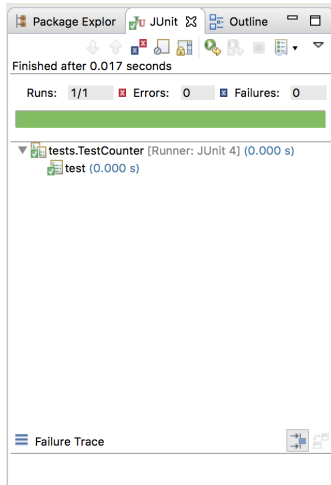 Package Explor JUnit Outline
Finished after 0.017 seconds
Runs: 1/1 Errors: 0 Failures: 0
tests.TestCounter [Runner: JUnit 4] (0.000 s)
test (0.000 s)
Failure Trace